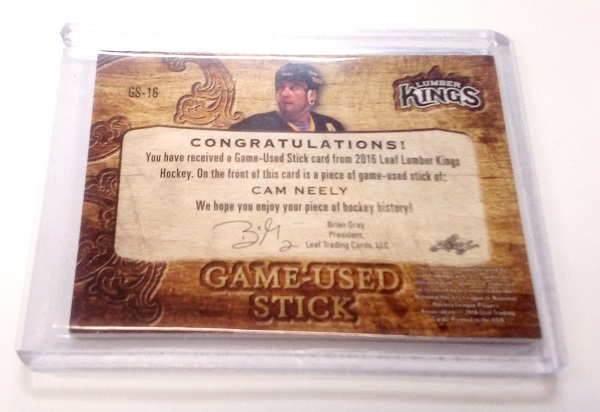 GS-16
LUMBER
KINGS
CONGRATULATIONS!
You have received a Game-Used Stick card from 2016 Leaf Lumber Kings
Hockey. On the front of this card is a piece of game-used stick of:
CAM NEELY
We hope you enjoy your piece of hockey history!
Brian Gray
President,
Leaf Trading Cards, LLC
Leaf
GAME-USED
STICK